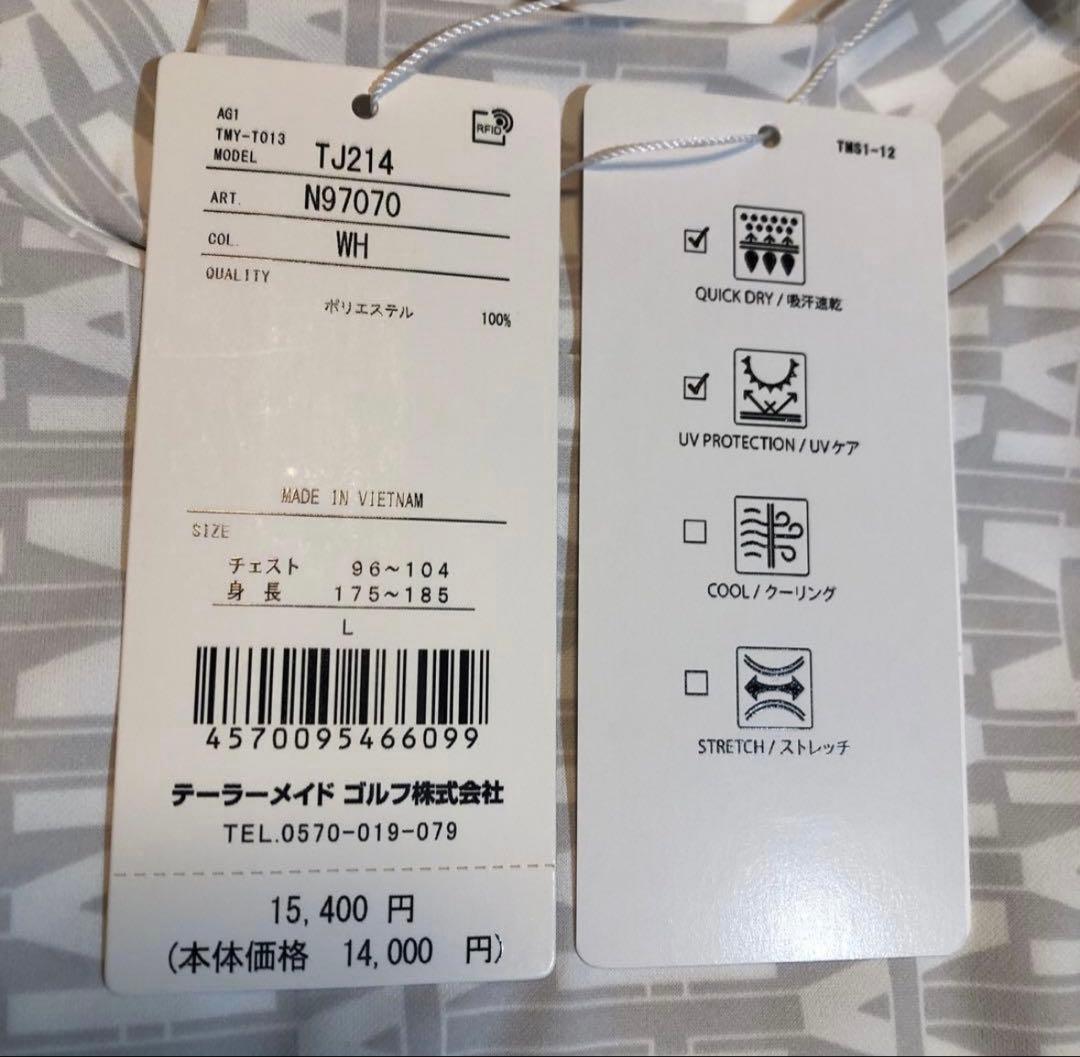 AG1
TMY-T013
RFID
MODEL TJ214
ART. N97070
COL. WH
QUALITY
ポリエステル 100%
MADE IN VIETNAM
SIZE
チェスト 96~104
身長 175~185
L
4570095466099
テーラーメイド ゴルフ株式会社
TEL.0570-019-079
15,400 円
(本体価格 14,000 円)
TMS1-12
QUICK DRY / 吸汗速乾
UV PROTECTION / UVケア
COOL / クーリング
STRETCH / ストレッチ